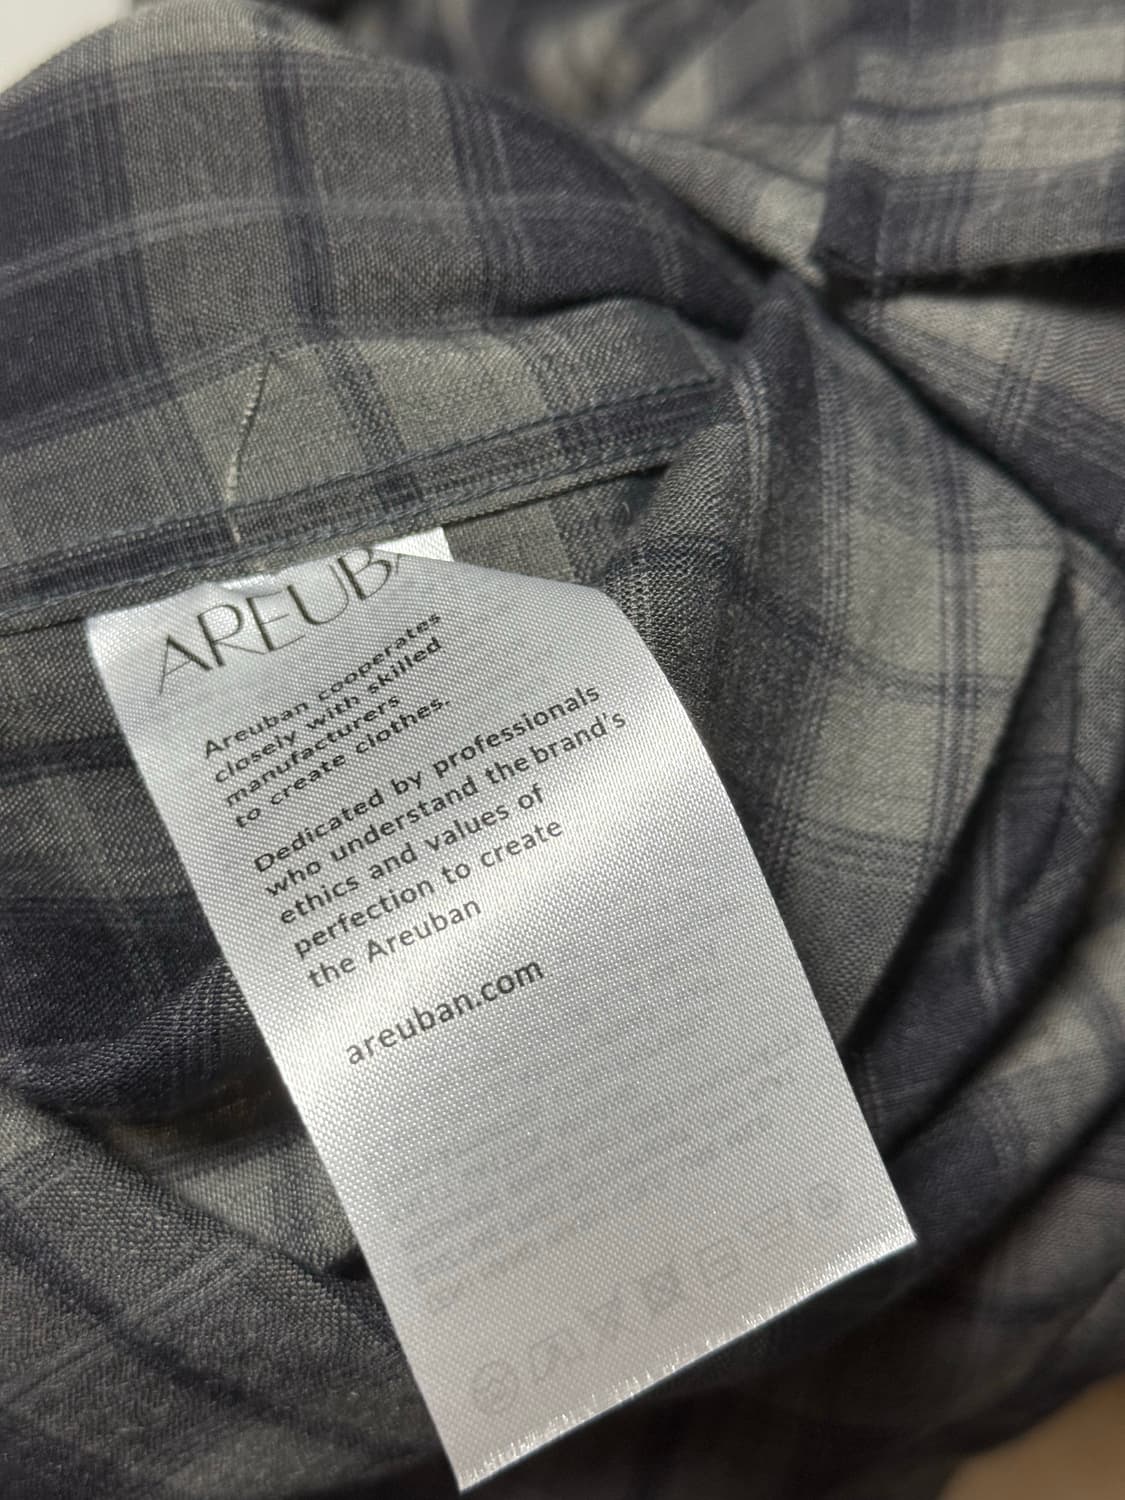 AREUBA
Areuban cooperates
closely with skilled
manufacturers
to create clothes.
Dedicated by professionals
who understand the brand's
ethics and values of
perfection to create
the Areuban
areuban.com